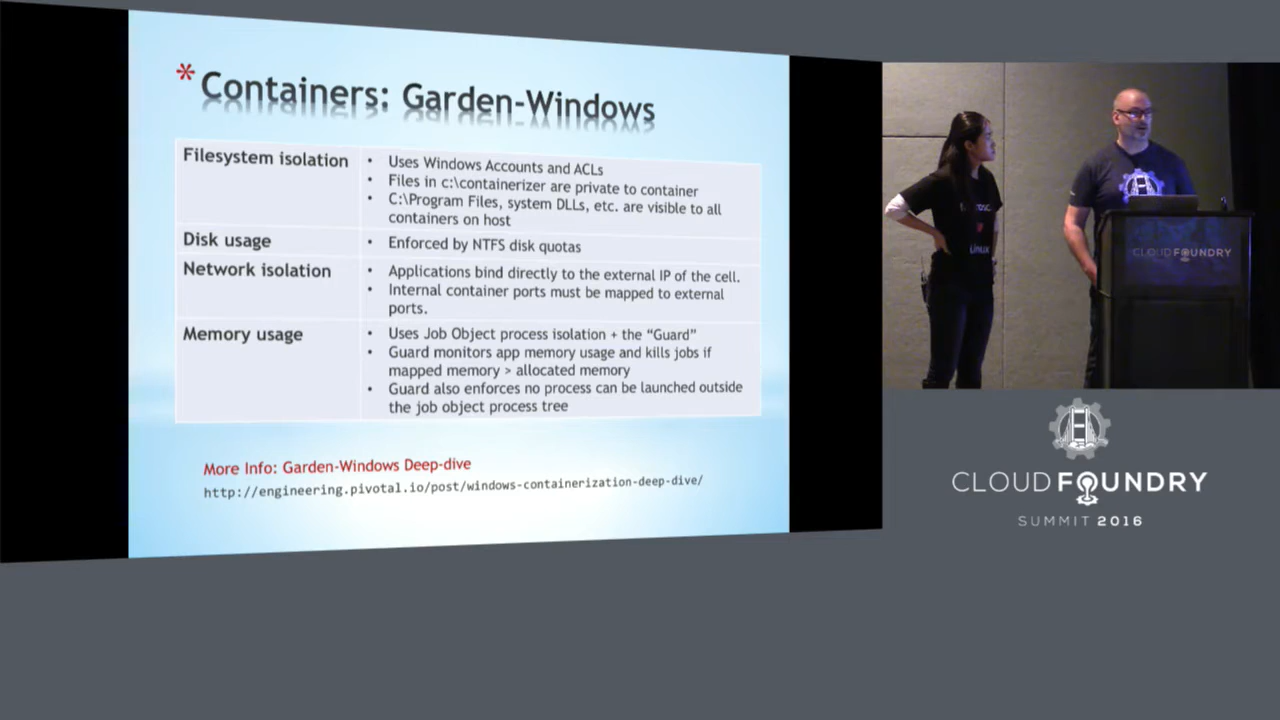 * Containers: Garden-Windows
Filesystem isolation
• Uses Windows Accounts and ACLs
• Files in c:\containerizer are private to container
• C:\Program Files, system DLLs, etc. are visible to all
containers on host
Disk usage
• Enforced by NTFS disk quotas
Network isolation
• Applications bind directly to the external IP of the cell.
• Internal container ports must be mapped to external
ports.
Memory usage
• Uses Job Object process isolation + the “Guard”
• Guard monitors app memory usage and kills jobs if
mapped memory > allocated memory
• Guard also enforces no process can be launched outside
the job object process tree
More Info: Garden-Windows Deep-dive
http://engineering.pivotal.io/post/windows-containerization-deep-dive/
Linux
CLOUD FOUNDRY
CLOUD FOUNDRY
SUMMIT 2016